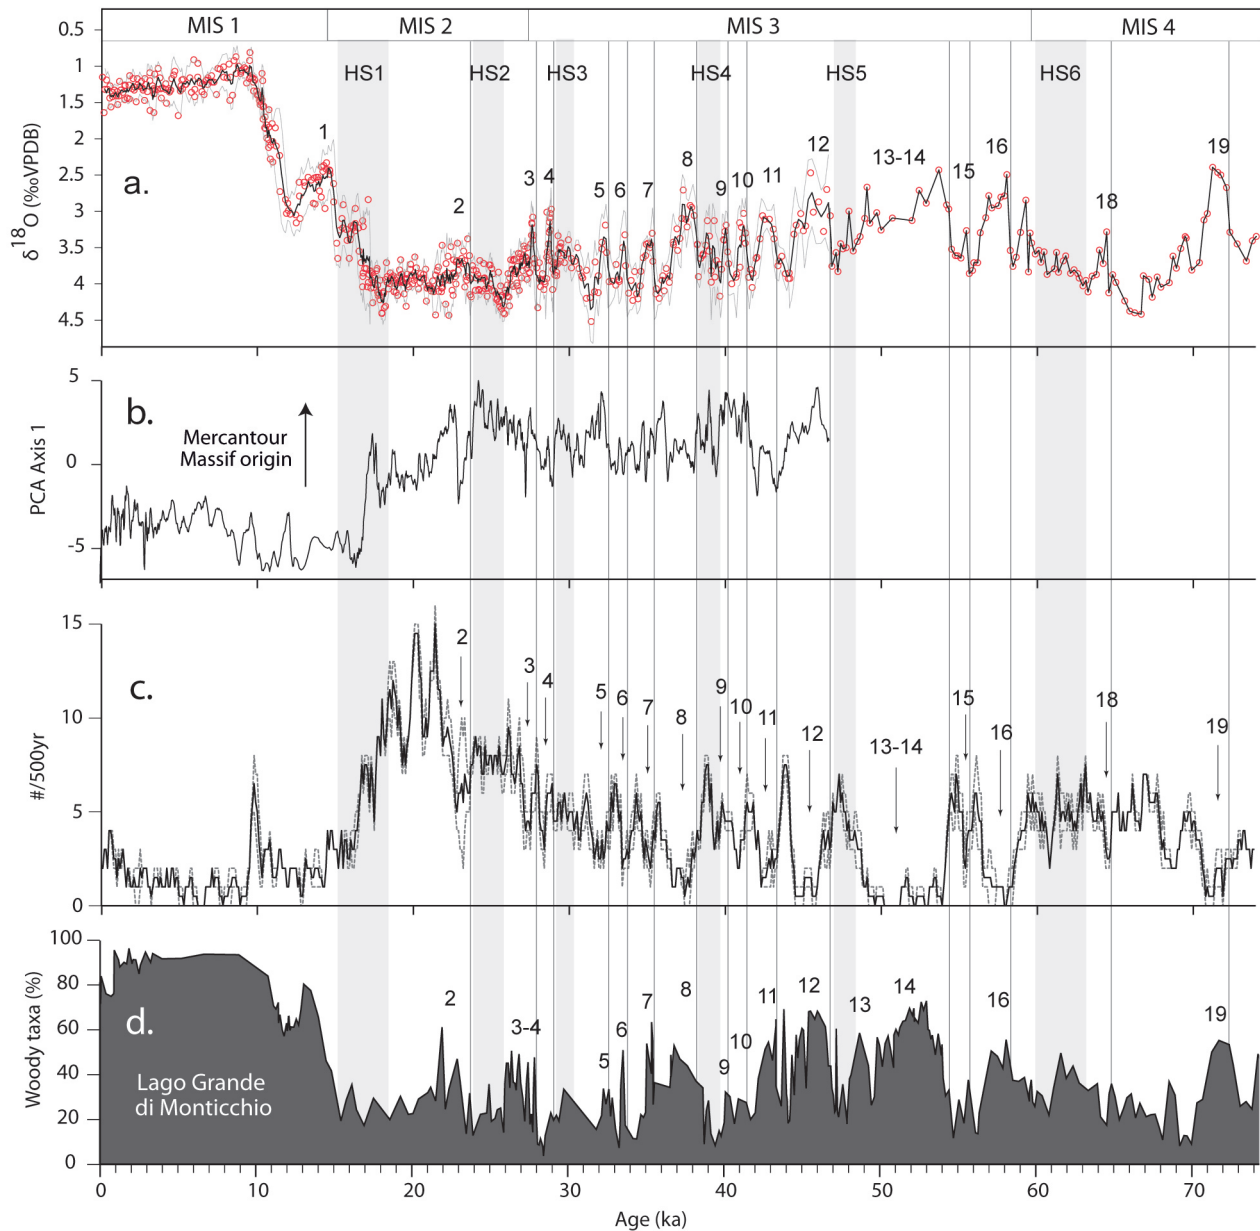 MIS 1 MIS 2 MIS 3 MIS 4
0.5
1
1.5
2
2.5
3
3.5
4
4.5
δ¹⁸O (‰VPDB)
HS1 HS2 HS3 HS4 HS5 HS6
a.
1 2 3 4 5 6 7 8 9 10 11 12 13-14 15 16 18 19
5
0
-5
PCA Axis 1
b.
Mercantour
Massif origin
15
10
5
0
#/500yr
c.
2 3 4 5 6 7 8 9 10 11 12 13-14 15 16 18 19
100
80
60
40
20
0
Woody taxa (%)
d.
Lago Grande
di Monticchio
2 3-4 5 6 7 8 9 10 11 12 13 14 16 19
0 10 20 30 40 50 60 70
Age (ka)